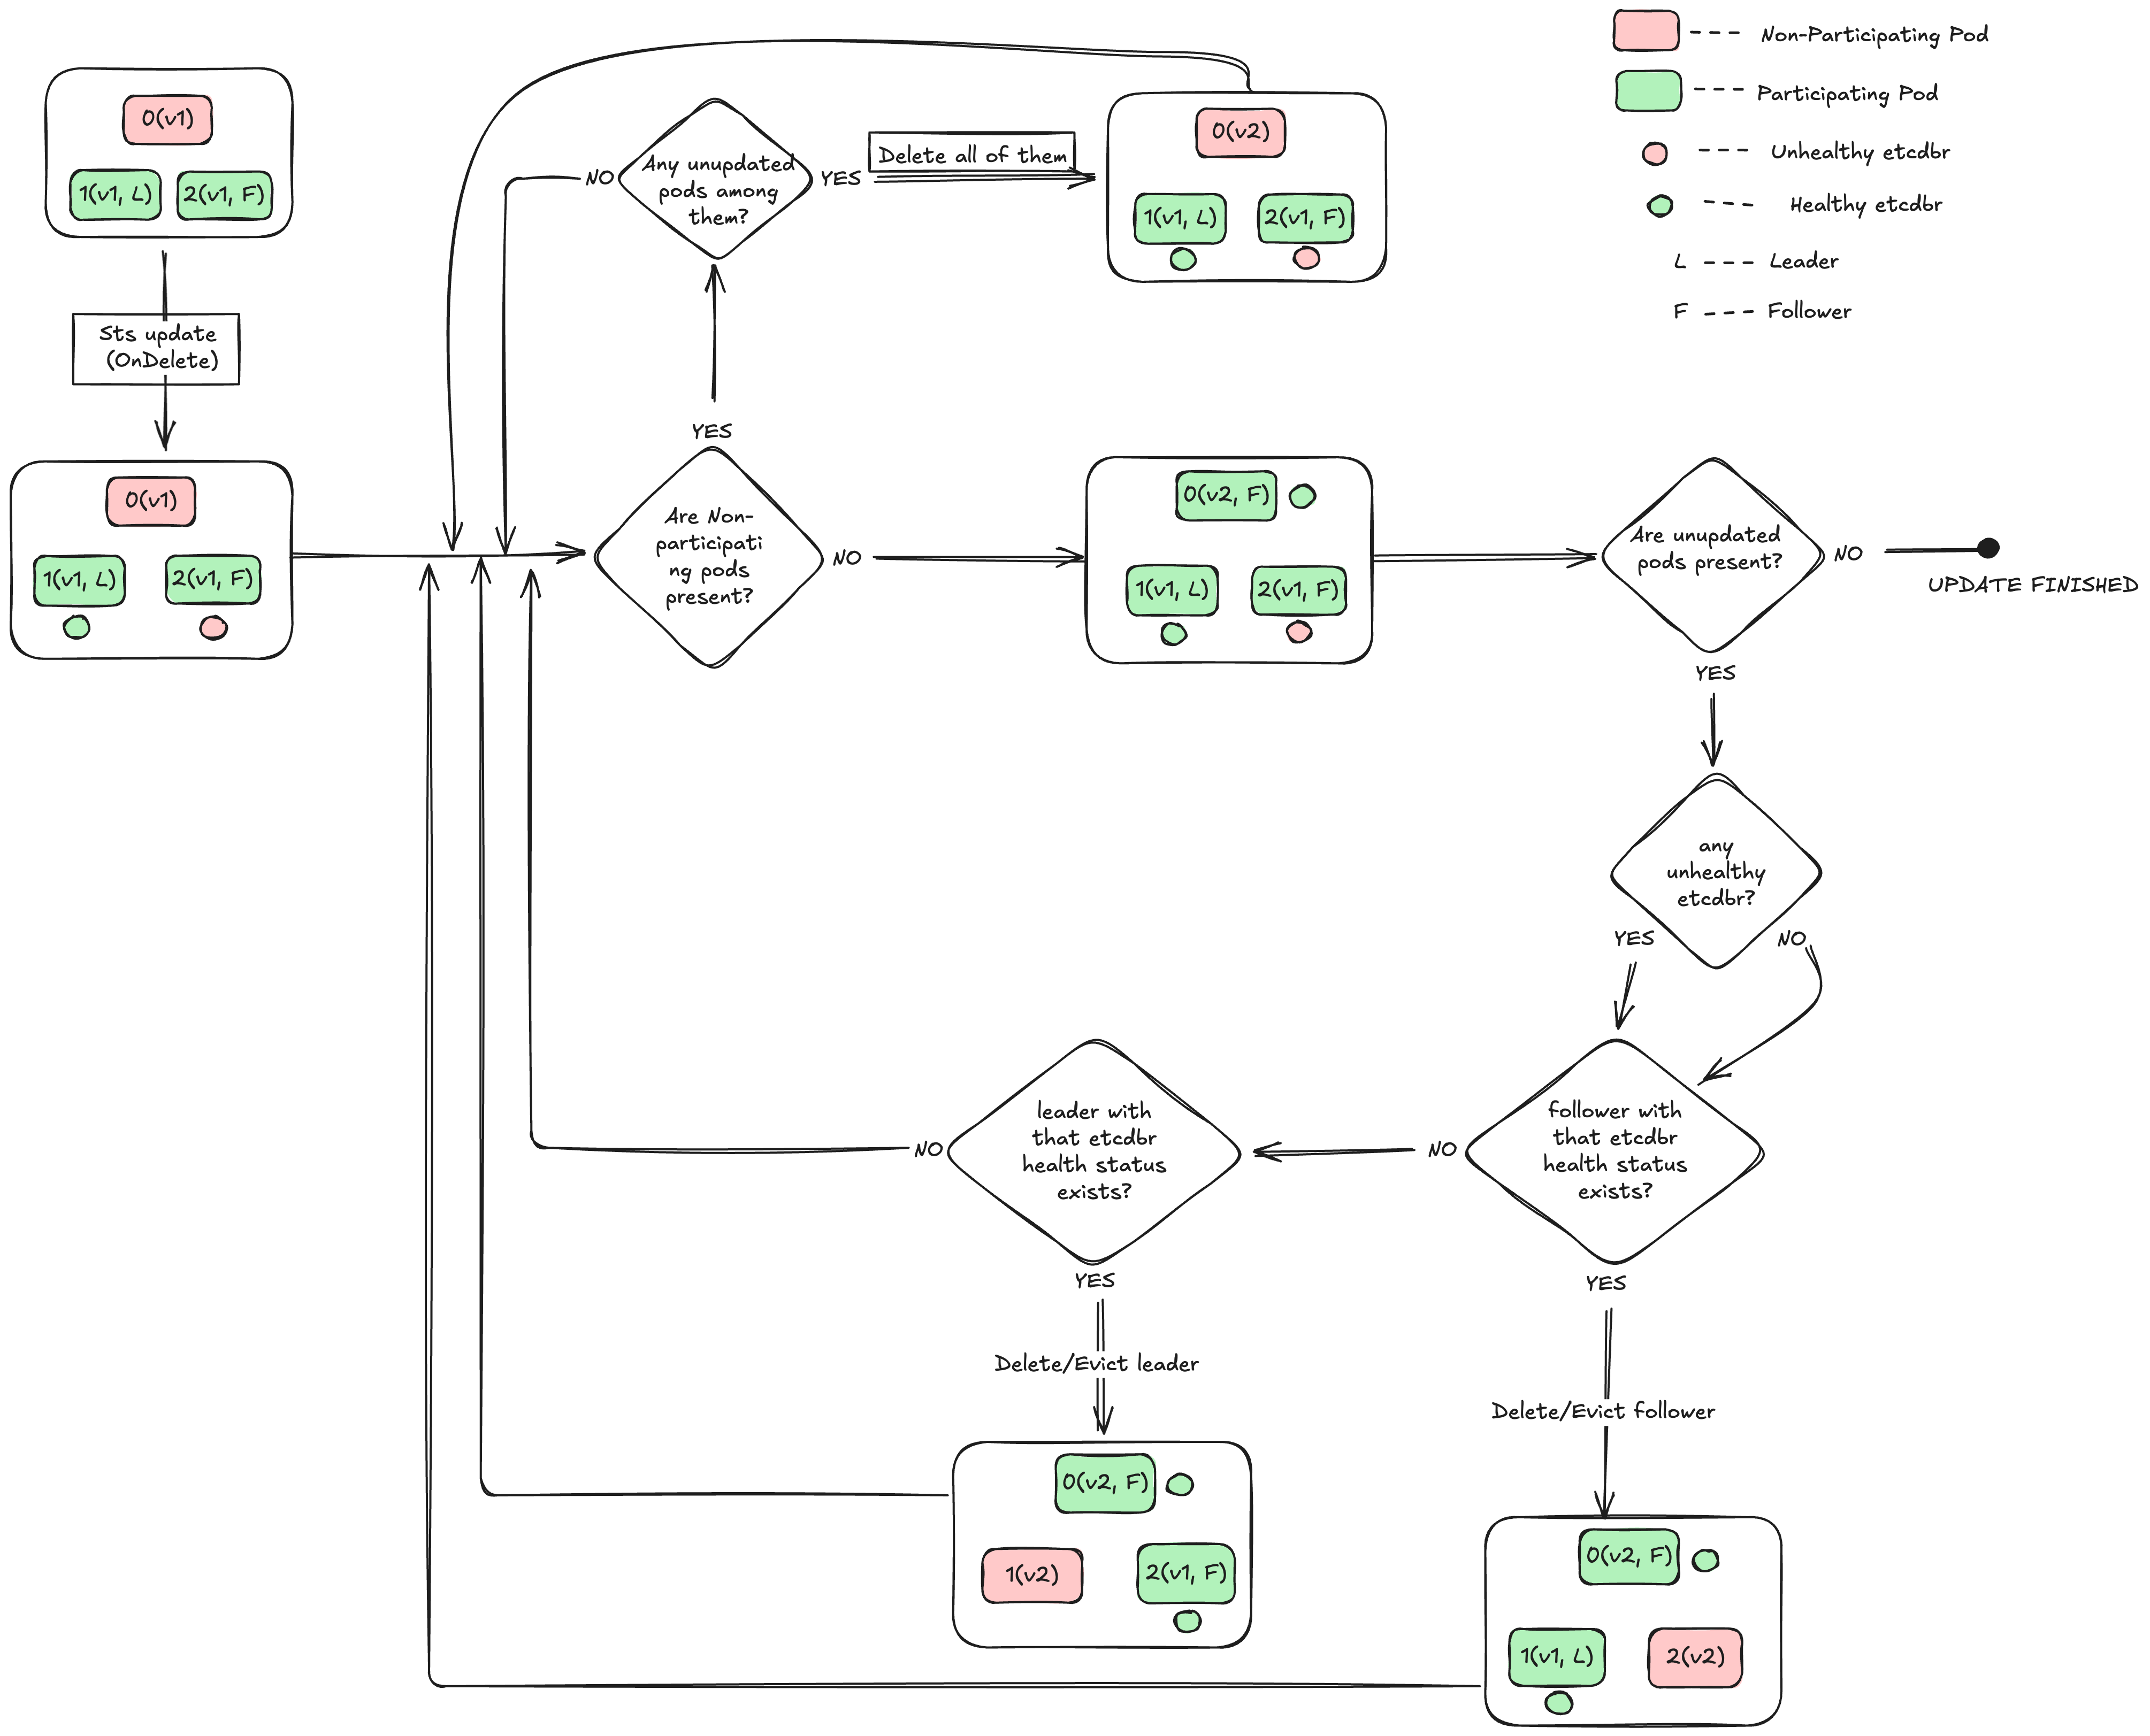 Non-Participating Pod
Participating Pod
Unhealthy etcdbr
Healthy etcdbr
L
Leader
F
Follower
0(v1)
1(v1, L)
2(v1, F)
Sts update
(OnDelete)
0(v1)
1(v1, L)
2(v1, F)
NO
Any unupdated
pods among
them?
YES
Delete all of them
0(v2)
1(v1, L)
2(v1, F)
YES
Are Non-
participati
ng pods
present?
NO
0(v2, F)
1(v1, L)
2(v1, F)
Are unupdated
pods present?
NO
UPDATE FINISHED
YES
any
unhealthy
etcdbr?
YES
NO
follower with
that etcdbr
health status
exists?
NO
leader with
that etcdbr
health status
exists?
NO
YES
Delete/Evict leader
0(v2, F)
1(v2)
2(v1, F)
YES
Delete/Evict follower
0(v2, F)
1(v1, L)
2(v2)